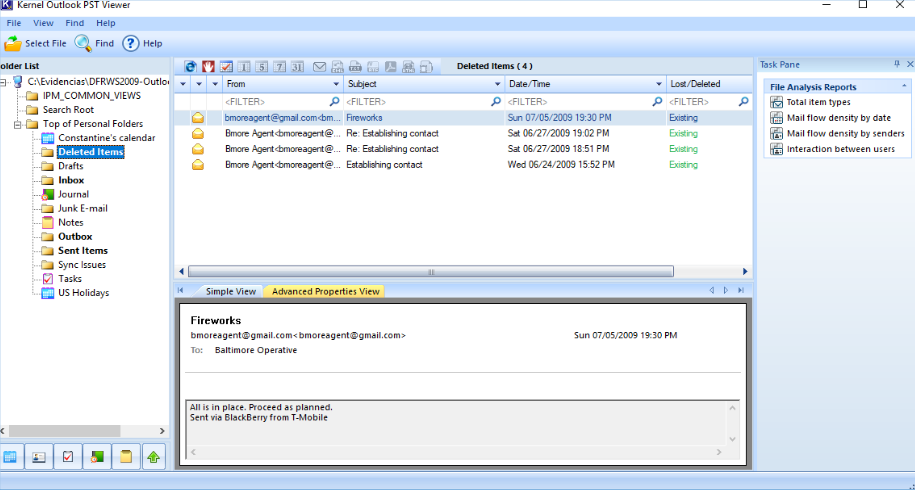 Kernel Outlook PST Viewer
File View Find Help
Select File Find Help
older List
C:\Evidencias\DFRWS2009-Outlo
IPM_COMMON_VIEWS
Search Root
Top of Personal Folders
Constantine's calendar
Deleted Items
Drafts
Inbox
Journal
Junk E-mail
Notes
Outbox
Sent Items
Sync Issues
Tasks
US Holidays
1 5 7 31
Deleted Items ( 4 )
From Subject Date/Time Lost/Deleted
<FILTER> <FILTER> <FILTER> <FILTER>
bmoreagent@gmail.com<bm... Fireworks Sun 07/05/2009 19:30 PM Existing
Bmore Agent<bmoreagent@... Re: Establishing contact Sat 06/27/2009 19:02 PM Existing
Bmore Agent<bmoreagent@... Re: Establishing contact Sat 06/27/2009 18:51 PM Existing
Bmore Agent<bmoreagent@... Establishing contact Wed 06/24/2009 15:52 PM Existing
Simple View Advanced Properties View
Fireworks
bmoreagent@gmail.com<bmoreagent@gmail.com> Sun 07/05/2009 19:30 PM
To: Baltimore Operative
All is in place. Proceed as planned.
Sent via BlackBerry from T-Mobile
Task Pane
File Analysis Reports
Total item types
Mail flow density by date
Mail flow density by senders
Interaction between users